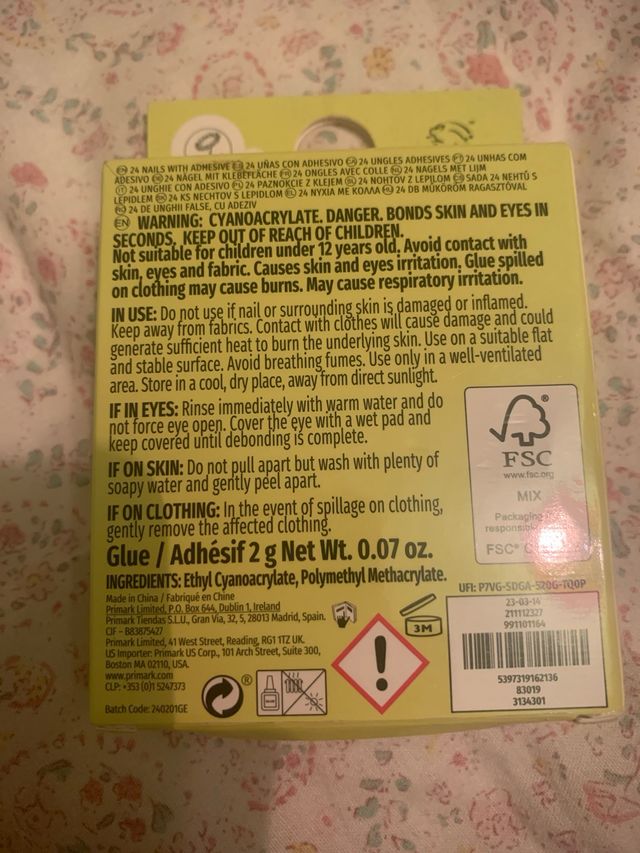 EN 24 NAILS WITH ADHESIVE ES 24 UÑAS CON ADHESIVO CA 24 UNGLES ADHESIVES PT 24 UNHAS COM
ADESIVO DE 24 NÄGEL MIT KLEBEFLÄCHE FR 24 ONGLES AVEC COLLE NL 24 NAGELS MET LIJM
IT 24 UNGHIE CON ADESIVO PL 24 PAZNOKCIE Z KLEJEM 24 NOHTOV Z LEPILOM SADA 24 NEHTŮ S
LEPIDLEM SK 24 KS NECHTOV S LEPIDLOM EL 24 ΝΥΧΙΑ ΜΕ ΚΟΛΛΑ HU 24 DB MŰKÖRÖM RAGASZTÓVAL
RO 24 DE UNGHII FALSE, CU ADEZIV
EN WARNING: CYANOACRYLATE. DANGER. BONDS SKIN AND EYES IN
SECONDS, KEEP OUT OF REACH OF CHILDREN.
Not suitable for children under 12 years old. Avoid contact with
skin, eyes and fabric. Causes skin and eyes irritation. Glue spilled
on clothing may cause burns. May cause respiratory irritation.
IN USE: Do not use if nail or surrounding skin is damaged or inflamed.
Keep away from fabrics. Contact with clothes will cause damage and could
generate sufficient heat to burn the underlying skin. Use on a suitable flat
and stable surface. Avoid breathing fumes. Use only in a well-ventilated
area. Store in a cool, dry place, away from direct sunlight.
IF IN EYES: Rinse immediately with warm water and do
not force eye open. Cover the eye with a wet pad and
keep covered until debonding is complete.
IF ON SKIN: Do not pull apart but wash with plenty of
soapy water and gently peel apart.
IF ON CLOTHING: In the event of spillage on clothing,
gently remove the affected clothing.
Glue / Adhésif 2 g Net Wt. 0.07 oz.
INGREDIENTS: Ethyl Cyanoacrylate, Polymethyl Methacrylate.
Made in China / Fabriqué en Chine
Primark Limited, P.O. Box 644, Dublin 1, Ireland
Primark Tiendas S.L.U., Gran Via, 32, 5, 28013 Madrid, Spain.
CIF - B83875427
Primark Limited, 41 West Street, Reading, RG1 1TZ UK.
US Importer: Primark US Corp., 101 Arch Street, Suite 300,
Boston MA 02110, USA.
www.primark.com
CLP: +353 (0)1 5247373
Batch Code: 240201GE
®
3M
FSC
www.fsc.org
MIX
Packaging
FSC®
UFI: P7VG-5DGA-520G-TQ0P
23-03-14
211112327
991101164
5397319162136
83019
3134301